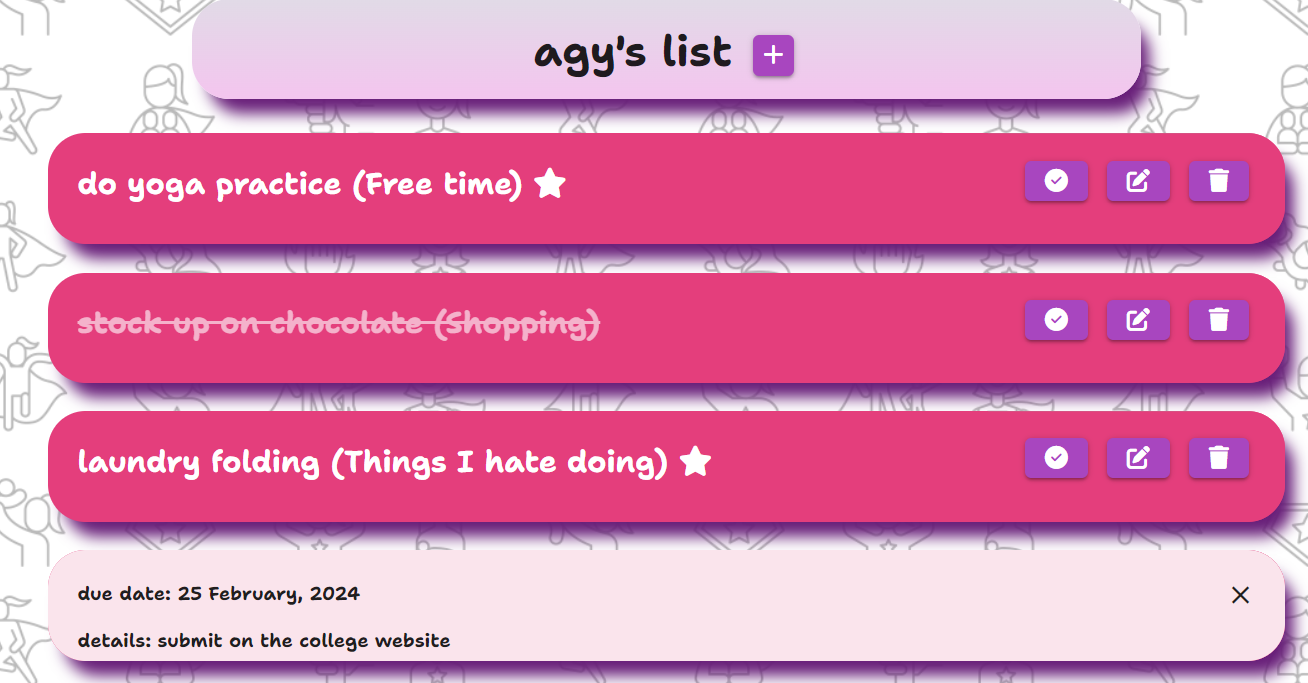 agy's list
do yoga practice (Free time)
stock up on chocolate (Shopping)
laundry folding (Things I hate doing)
due date: 25 February, 2024
details: submit on the college website